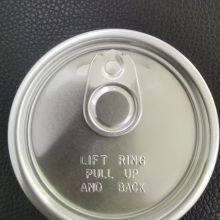 LIFT RING
PULL UP
AND BACK